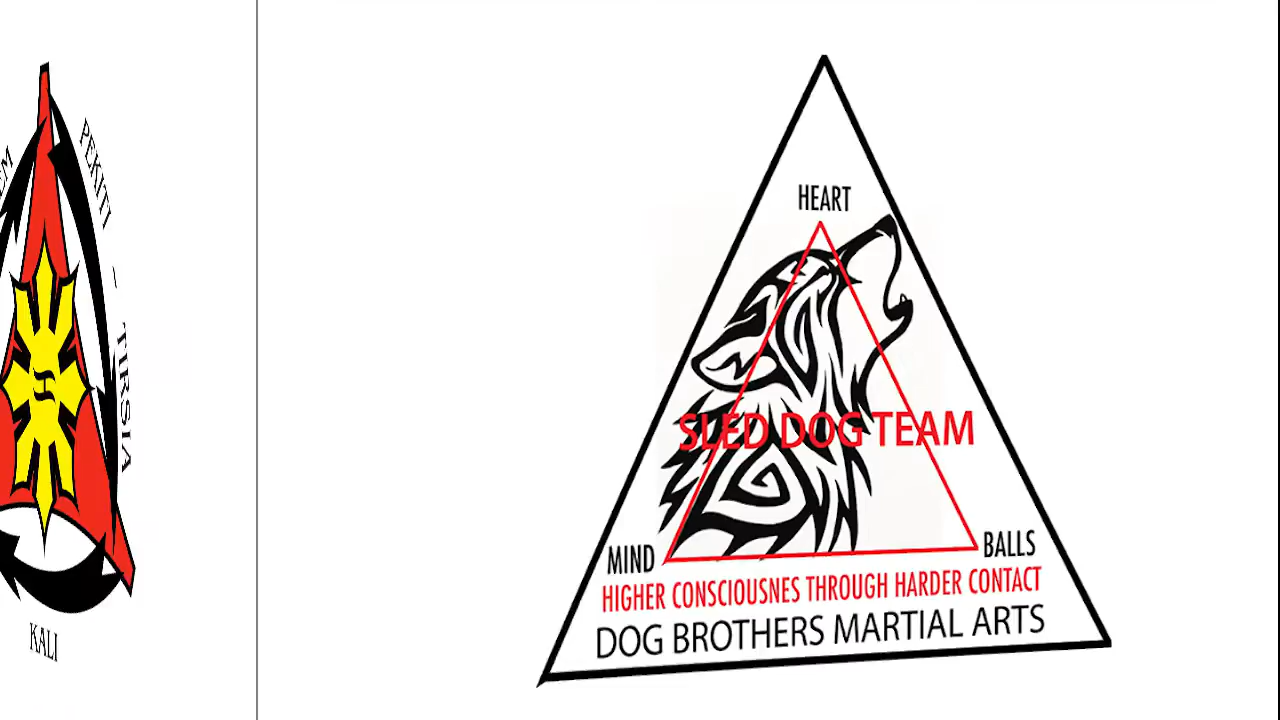 PEKITI - TIRSIA
KALI
HEART
SLED DOG TEAM
MIND
BALLS
HIGHER CONSCIOUSNES THROUGH HARDER CONTACT
DOG BROTHERS MARTIAL ARTS